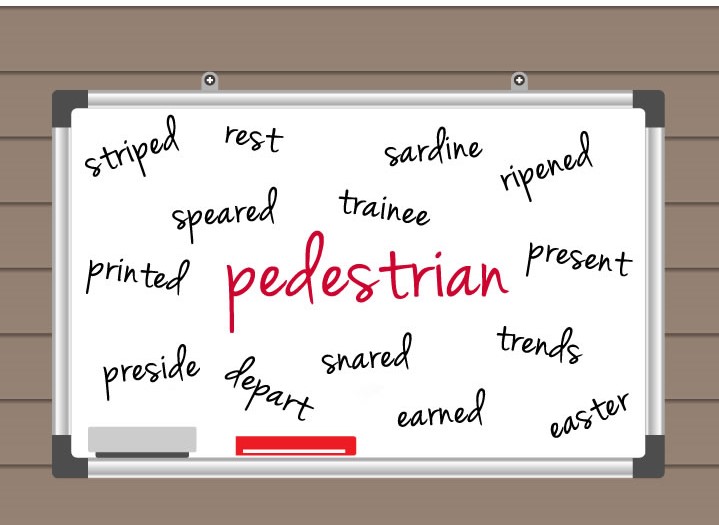 striped
rest
sardine
ripened
speared
trainee
printed
pedestrian
present
preside
depart
snared
trends
earned
easter